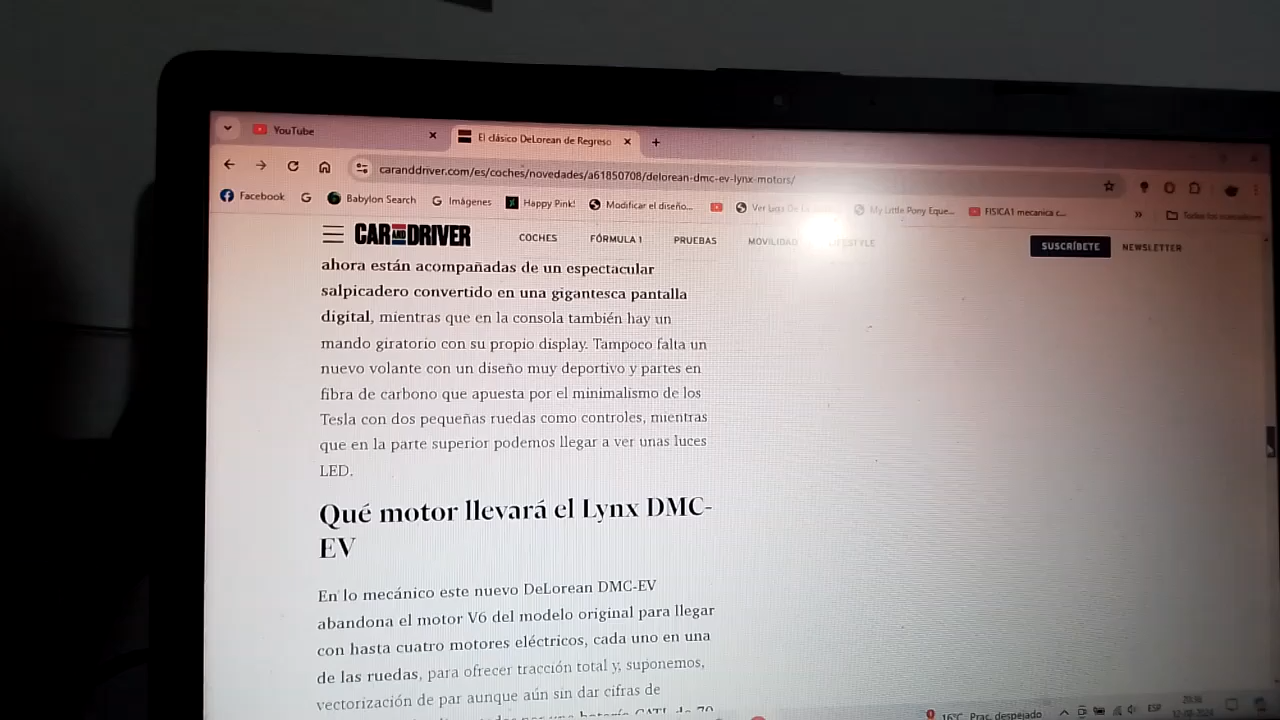 YouTube
El clásico DeLorean de Regreso
caranddriver.com/es/coches/novedades/a61850708/delorean-dmc-ev-lynx-motors/
Facebook G Babylon Search G Imágenes Happy Pink! Modificar el diseño... My Little Pony Eque... FISICA1 mecanica c... »
CAR AND DRIVER COCHES FÓRMULA 1 PRUEBAS MOVILIDAD LIFESTYLE SUSCRÍBETE NEWSLETTER
ahora están acompañadas de un espectacular
salpicadero convertido en una gigantesca pantalla
digital, mientras que en la consola también hay un
mando giratorio con su propio display. Tampoco falta un
nuevo volante con un diseño muy deportivo y partes en
fibra de carbono que apuesta por el minimalismo de los
Tesla con dos pequeñas ruedas como controles, mientras
que en la parte superior podemos llegar a ver unas luces
LED.
Qué motor llevará el Lynx DMC-
EV
En lo mecánico este nuevo DeLorean DMC-EV
abandona el motor V6 del modelo original para llegar
con hasta cuatro motores eléctricos, cada uno en una
de las ruedas, para ofrecer tracción total y, suponemos,
vectorización de par aunque aún sin dar cifras de
16°C Prac. despejado ESP